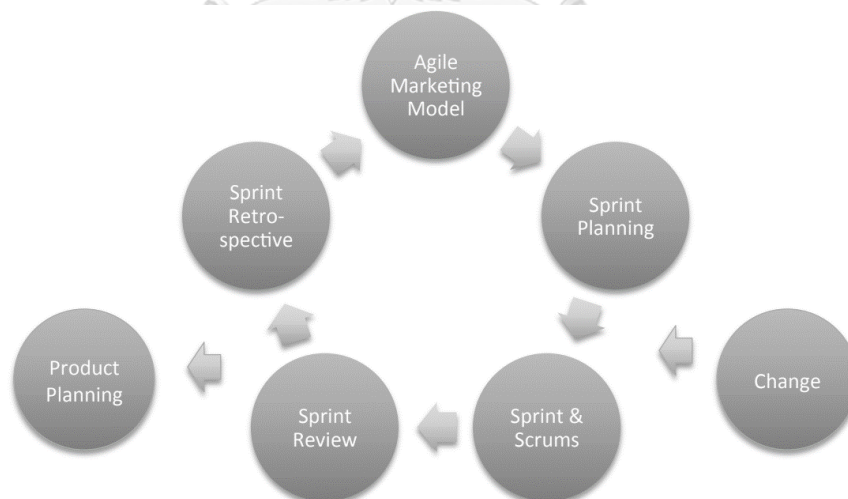 Agile
Marketing
Model
Sprint
Planning
Change
Sprint &
Scrums
Sprint
Review
Product
Planning
Sprint
Retro-
spective